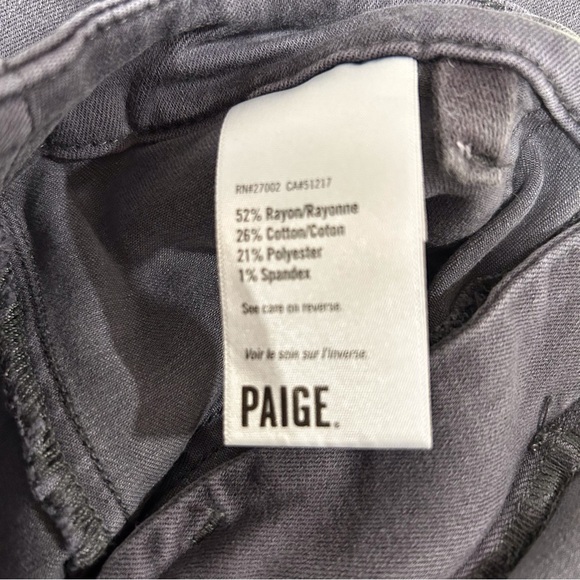 RN#27002 CA#51217
52% Rayon/Rayonne
26% Cotton/Coton
21% Polyester
1% Spandex
See care on reverse.
Voir le soin sur l'inverse.
PAIGE.